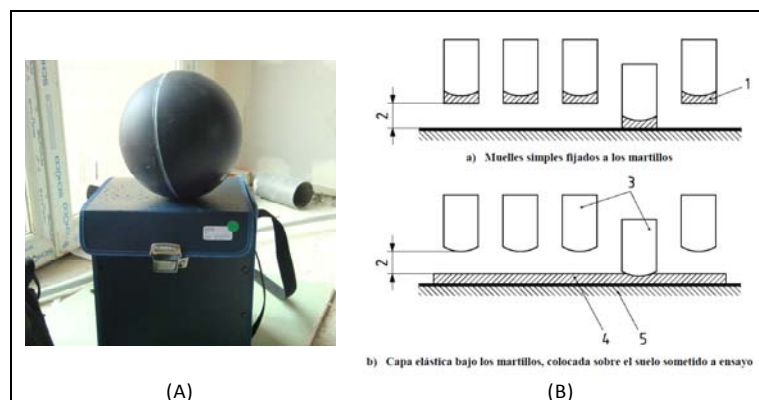 1
2
a) Muelles simples fijados a los martillos
3
2
4
5
b) Capa elástica bajo los martillos, colocada sobre el suelo sometido a ensayo
(A)
(B)